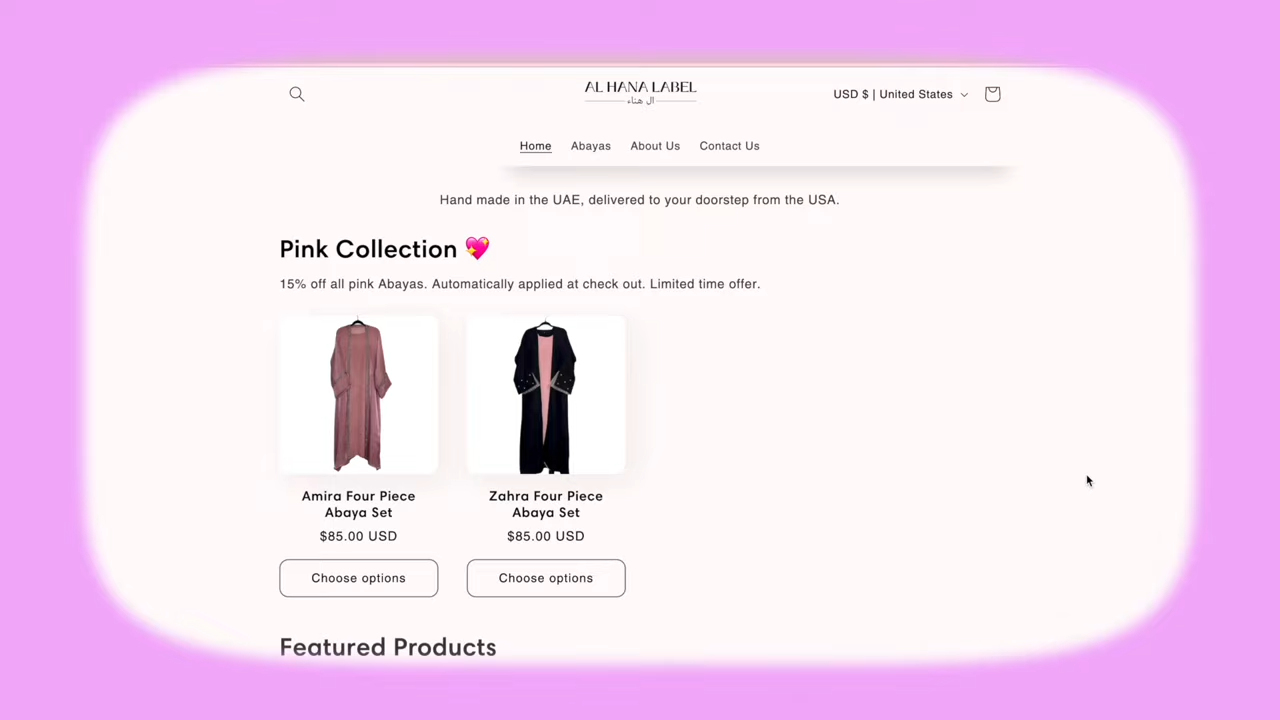 AL HANA LABEL
ال هناء
USD $ | United States
Home Abayas About Us Contact Us
Hand made in the UAE, delivered to your doorstep from the USA.
Pink Collection 💖
15% off all pink Abayas. Automatically applied at check out. Limited time offer.
Amira Four Piece
Abaya Set
$85.00 USD
Choose options
Zahra Four Piece
Abaya Set
$85.00 USD
Choose options
Featured Products